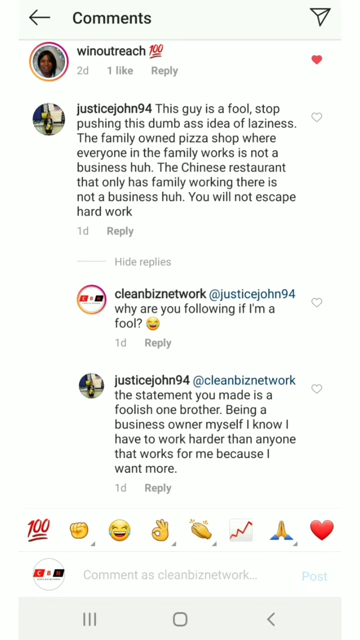 Comments
winoutreach 💯
2d 1 like Reply
justicejohn94 This guy is a fool, stop
pushing this dumb ass idea of laziness.
The family owned pizza shop where
everyone in the family works is not a
business huh. The Chinese restaurant
that only has family working there is
not a business huh. You will not escape
hard work
1d Reply
Hide replies
cleanbiznetwork @justicejohn94
why are you following if I'm a
fool? 😂
1d Reply
justicejohn94 @cleanbiznetwork
the statement you made is a
foolish one brother. Being a
business owner myself I know I
have to work harder than anyone
that works for me because I
want more.
1d Reply
💯 ✊ 😂 👌 👏 📈 🙏 ❤️
Comment as cleanbiznetwork... Post